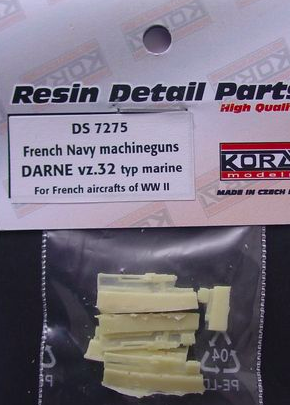 Resin Detail Parts
High Quali
DS 7275
French Navy machineguns
DARNE vz.32 typ marine
For French aircrafts of WW II
KORA
models
MADE IN CZECH
04
PE-LD